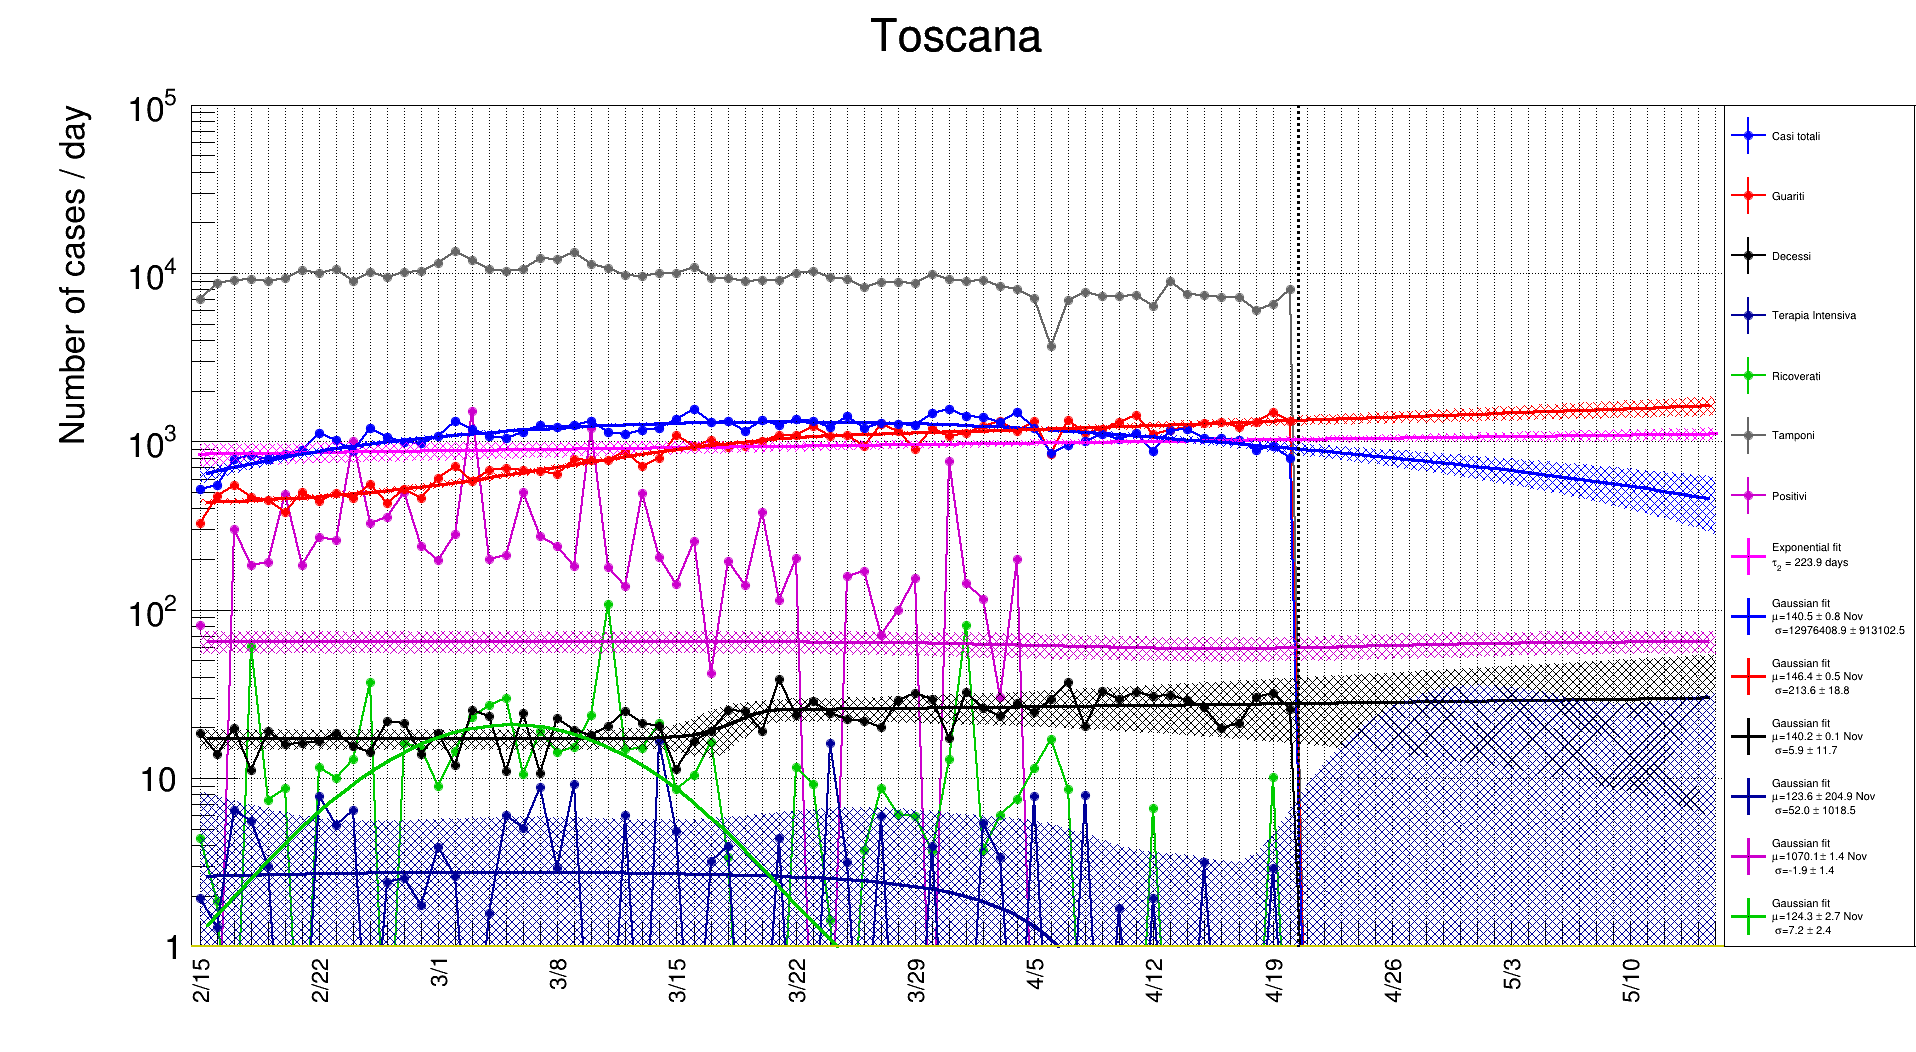 Toscana
Number of cases / day
10^5
10^4
10^3
10^2
10
1
2/15
2/22
3/1
3/8
3/15
3/22
3/29
4/5
4/12
4/19
4/26
5/3
5/10
Casi totali
Guariti
Decessi
Terapia Intensiva
Ricoverati
Tamponi
Positivi
Exponential fit
τ_2 = 223.9 days
Gaussian fit
μ=140.5 ± 0.8 Nov
σ=12976408.9 ± 913102.5
Gaussian fit
μ=146.4 ± 0.5 Nov
σ=213.6 ± 18.8
Gaussian fit
μ=140.2 ± 0.1 Nov
σ=5.9 ± 11.7
Gaussian fit
μ=123.6 ± 204.9 Nov
σ=52.0 ± 1018.5
Gaussian fit
μ=1070.1 ± 1.4 Nov
σ=-1.9 ± 1.4
Gaussian fit
μ=124.3 ± 2.7 Nov
σ=7.2 ± 2.4